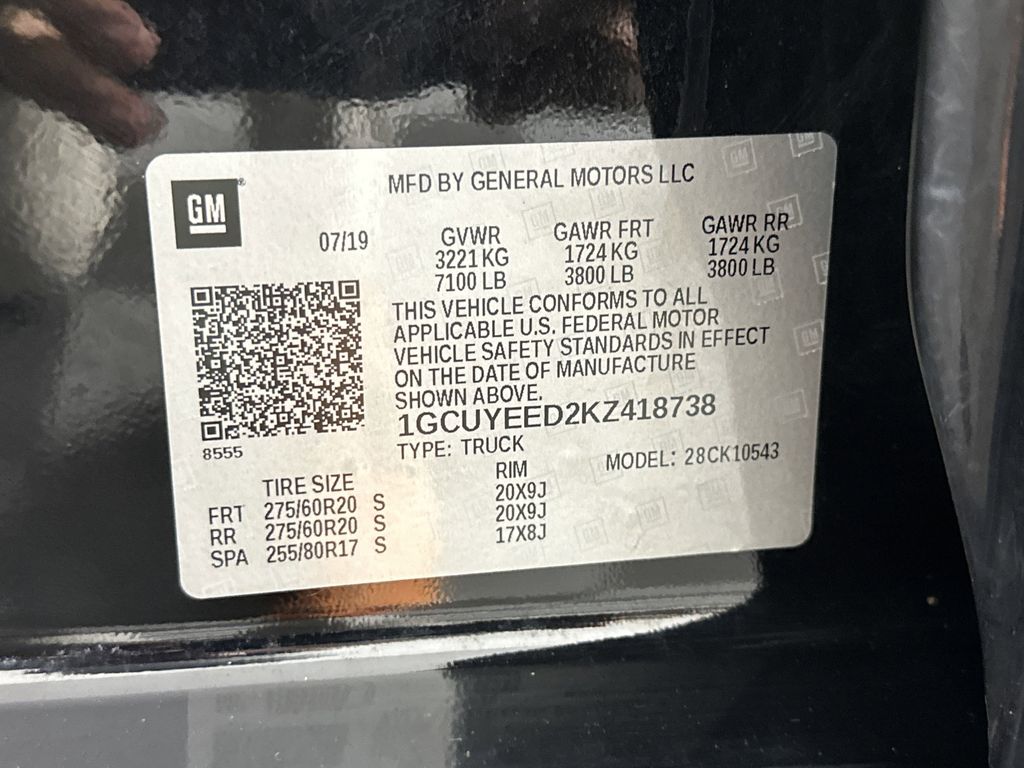 GM
MFD BY GENERAL MOTORS LLC
07/19
GVWR
3221 KG
7100 LB
GAWR FRT
1724 KG
3800 LB
GAWR RR
1724 KG
3800 LB
THIS VEHICLE CONFORMS TO ALL
APPLICABLE U.S. FEDERAL MOTOR
VEHICLE SAFETY STANDARDS IN EFFECT
ON THE DATE OF MANUFACTURE
SHOWN ABOVE.
1GCUYEED2KZ418738
TYPE: TRUCK
MODEL: 28CK10543
8555
TIRE SIZE RIM
FRT 275/60R20 S 20X9J
RR 275/60R20 S 20X9J
SPA 255/80R17 S 17X8J